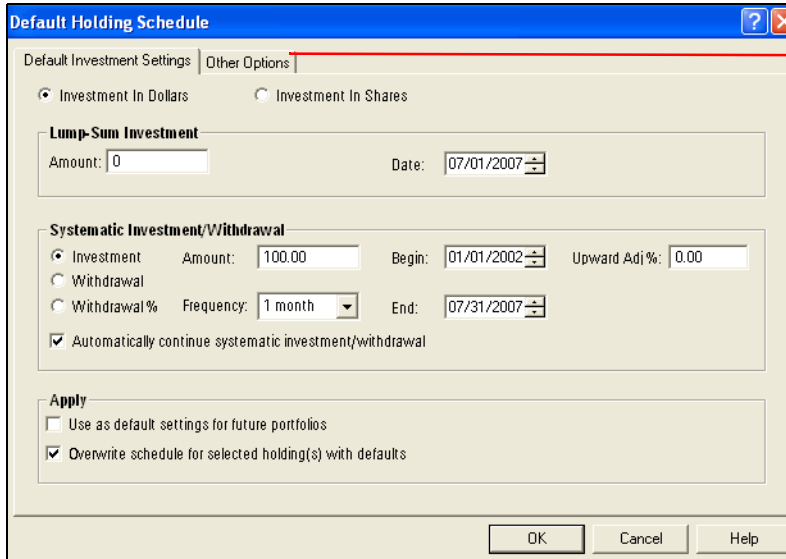 Default Holding Schedule
Default Investment Settings Other Options
Investment In Dollars Investment In Shares
Lump-Sum Investment
Amount: 0 Date: 07/01/2007
Systematic Investment/Withdrawal
Investment Amount: 100.00 Begin: 01/01/2002 Upward Adj%: 0.00
Withdrawal
Withdrawal% Frequency: 1 month End: 07/31/2007
Automatically continue systematic investment/withdrawal
Apply
Use as default settings for future portfolios
Overwrite schedule for selected holding(s) with defaults
OK Cancel Help